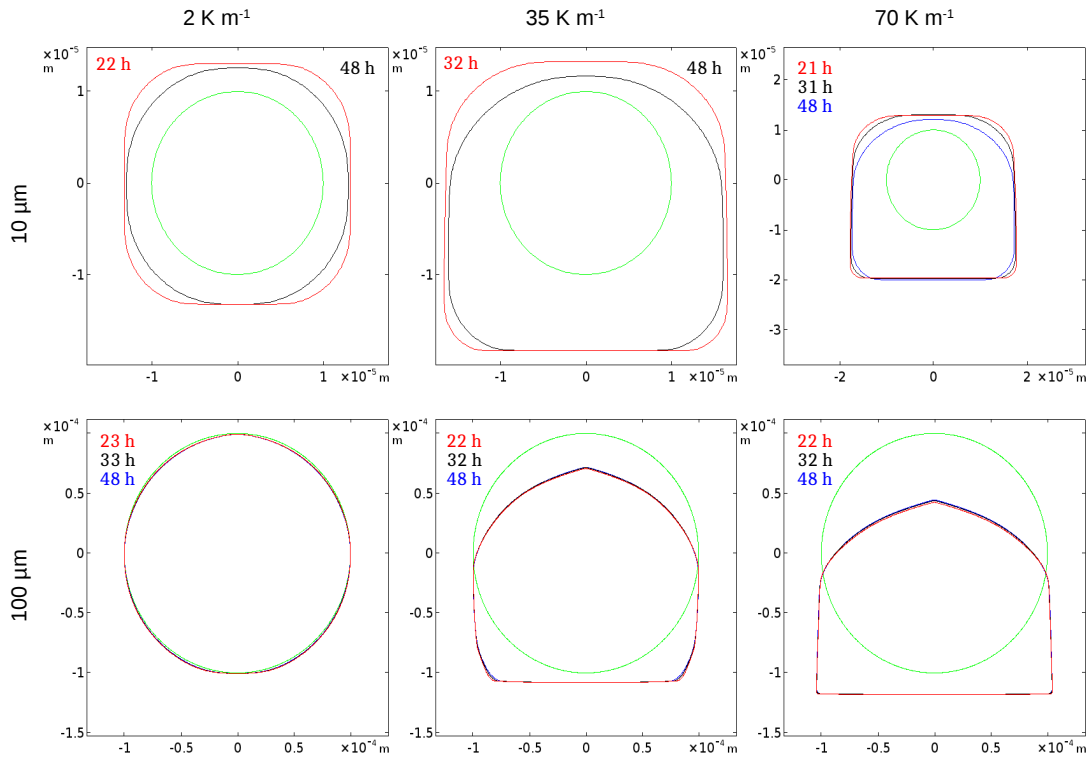 2 K m⁻¹ 35 K m⁻¹ 70 K m⁻¹
10 µm
×10⁻⁵
m
22 h 48 h
1
0
-1
-1 0 1 ×10⁻⁵ m
×10⁻⁵
m
32 h 48 h
1
0
-1
-1 0 1 ×10⁻⁵ m
×10⁻⁵
m
21 h
31 h
48 h
2
1
0
-1
-2
-3
-2 0 2 ×10⁻⁵ m
100 µm
×10⁻⁴
m
23 h
33 h
48 h
0.5
0
-0.5
-1
-1.5
-1 -0.5 0 0.5 ×10⁻⁴ m
×10⁻⁴
m
22 h
32 h
48 h
0.5
0
-0.5
-1
-1.5
-1 -0.5 0 0.5 ×10⁻⁴ m
×10⁻⁴
m
22 h
32 h
48 h
0.5
0
-0.5
-1
-1.5
-1 -0.5 0 0.5 ×10⁻⁴ m